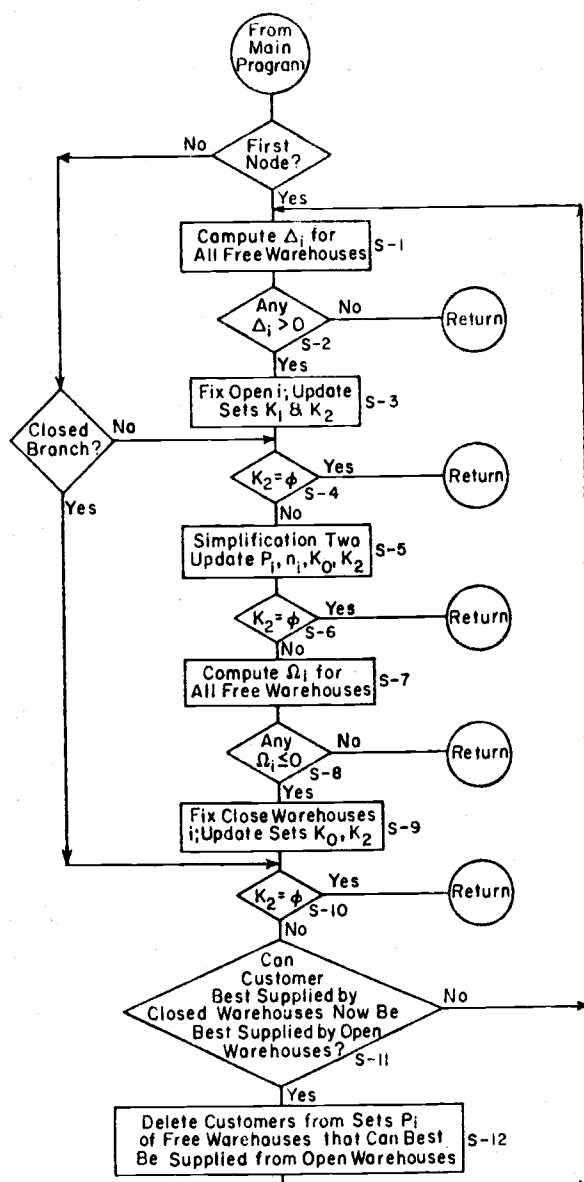 From
Main
Program
No
First
Node?
Yes
Compute Δi for
All Free Warehouses
S-1
Any
Δi > 0
No
Return
S-2
Yes
Fix Open i; Update
Sets K1 & K2
S-3
Closed
Branch?
No
Yes
K2 = φ
Yes
Return
S-4
No
Simplification Two
Update Pi, ni, K0, K2
S-5
K2 = φ
Yes
Return
S-6
No
Compute Ωi for
All Free Warehouses
S-7
Any
Ωi ≤ 0
No
Return
S-8
Yes
Fix Close Warehouses
i; Update Sets K0, K2
S-9
K2 = φ
Yes
Return
S-10
No
Can
Customer
Best Supplied by
Closed Warehouses Now Be
Best Supplied by Open
Warehouses?
No
S-11
Yes
Delete Customers from Sets Pi
of Free Warehouses that Can Best
Be Supplied from Open Warehouses
S-12